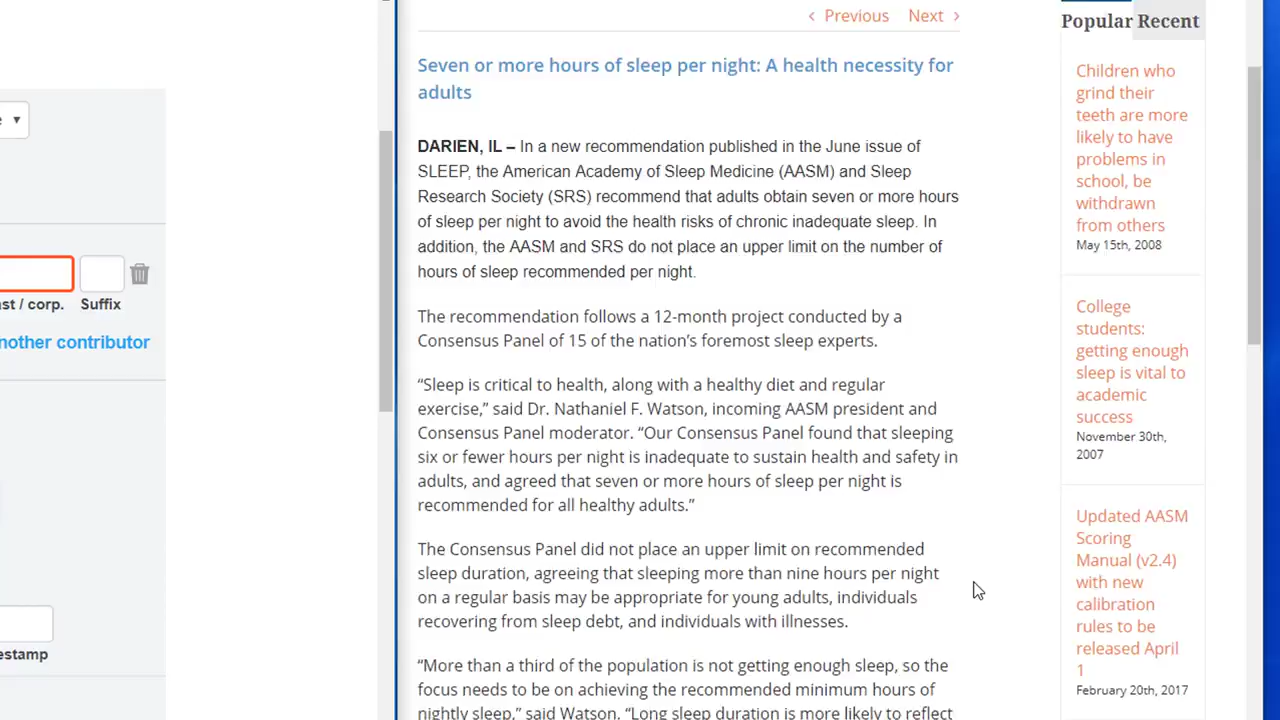 e ▼
ast / corp. Suffix
nother contributor
estamp
‹ Previous Next ›
Seven or more hours of sleep per night: A health necessity for
adults
DARIEN, IL – In a new recommendation published in the June issue of
SLEEP, the American Academy of Sleep Medicine (AASM) and Sleep
Research Society (SRS) recommend that adults obtain seven or more hours
of sleep per night to avoid the health risks of chronic inadequate sleep. In
addition, the AASM and SRS do not place an upper limit on the number of
hours of sleep recommended per night.
The recommendation follows a 12-month project conducted by a
Consensus Panel of 15 of the nation’s foremost sleep experts.
“Sleep is critical to health, along with a healthy diet and regular
exercise,” said Dr. Nathaniel F. Watson, incoming AASM president and
Consensus Panel moderator. “Our Consensus Panel found that sleeping
six or fewer hours per night is inadequate to sustain health and safety in
adults, and agreed that seven or more hours of sleep per night is
recommended for all healthy adults.”
The Consensus Panel did not place an upper limit on recommended
sleep duration, agreeing that sleeping more than nine hours per night
on a regular basis may be appropriate for young adults, individuals
recovering from sleep debt, and individuals with illnesses.
“More than a third of the population is not getting enough sleep, so the
focus needs to be on achieving the recommended minimum hours of
nightly sleep,” said Watson. “Long sleep duration is more likely to reflect
Popular Recent
Children who
grind their
teeth are more
likely to have
problems in
school, be
withdrawn
from others
May 15th, 2008
College
students:
getting enough
sleep is vital to
academic
success
November 30th,
2007
Updated AASM
Scoring
Manual (v2.4)
with new
calibration
rules to be
released April
1
February 20th, 2017